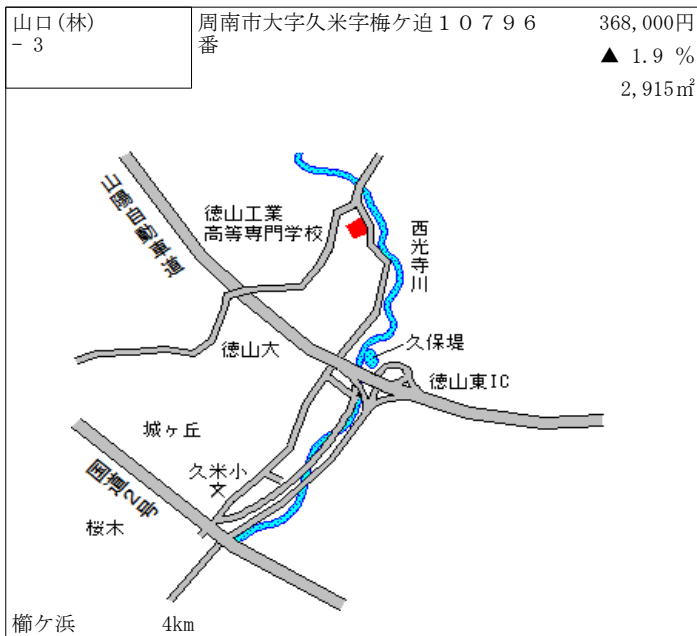 山口(林)
- 3
周南市大字久米字梅ケ迫１０７９６
番
368,000円
▲ 1.9 %
2,915㎡
山陽自動車道
徳山工業
高等専門学校
西光寺川
久保堤
徳山大
徳山東IC
城ヶ丘
久米小
文
国道2号
桜木
櫛ケ浜 4km